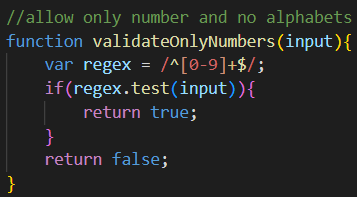 //allow only number and no alphabets
function validateOnlyNumbers(input){
    var regex = /^[0-9]+$/;
    if(regex.test(input)){
        return true;
    }
    return false;
}